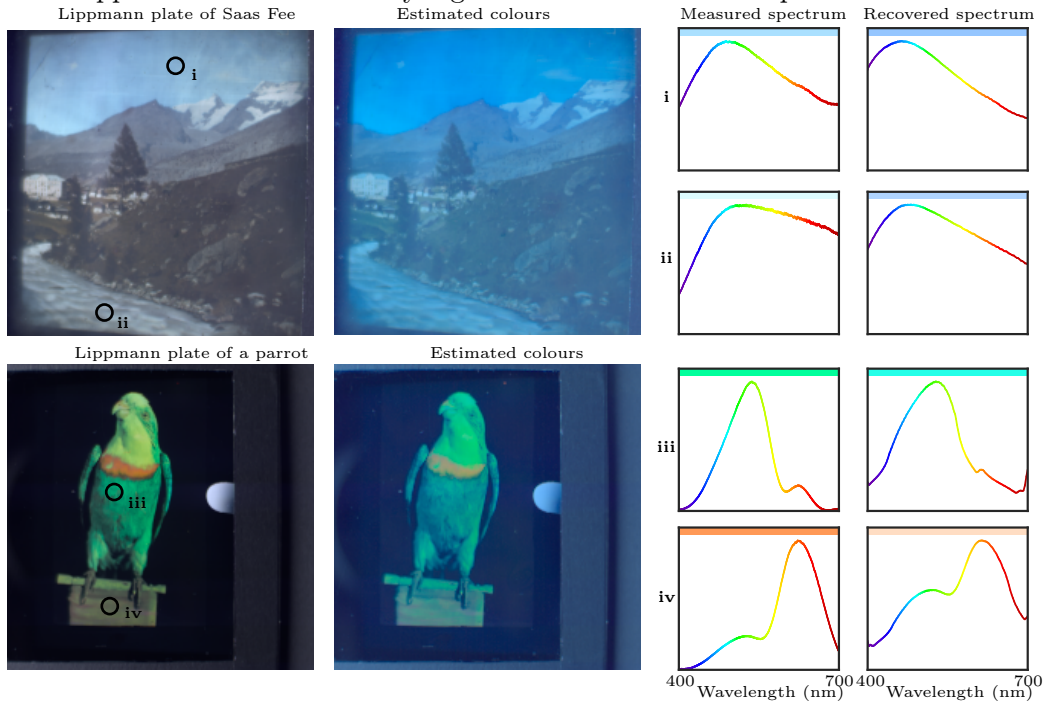 Lippmann plate of Saas Fee
Estimated colours
Measured spectrum
Recovered spectrum
i
i
ii
ii
Lippmann plate of a parrot
Estimated colours
iii
iii
iv
iv
400
700
400
700
Wavelength (nm)
Wavelength (nm)